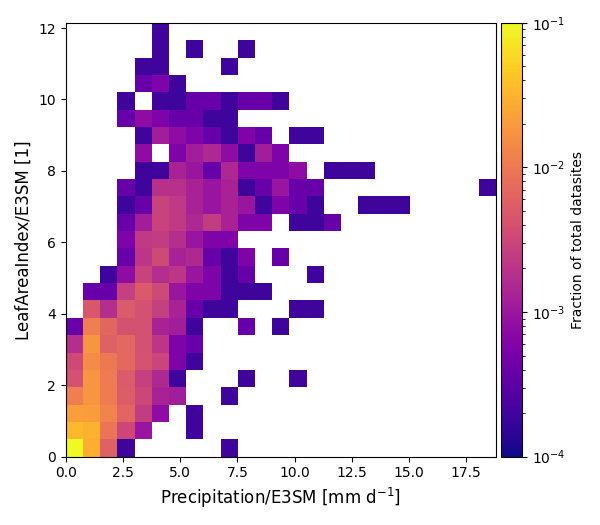 12
10
8
6
4
2
0
LeafAreaIndex/E3SM [1]
0.0 2.5 5.0 7.5 10.0 12.5 15.0 17.5
Precipitation/E3SM [mm d⁻¹]
10⁻¹
10⁻²
10⁻³
10⁻⁴
Fraction of total datasites